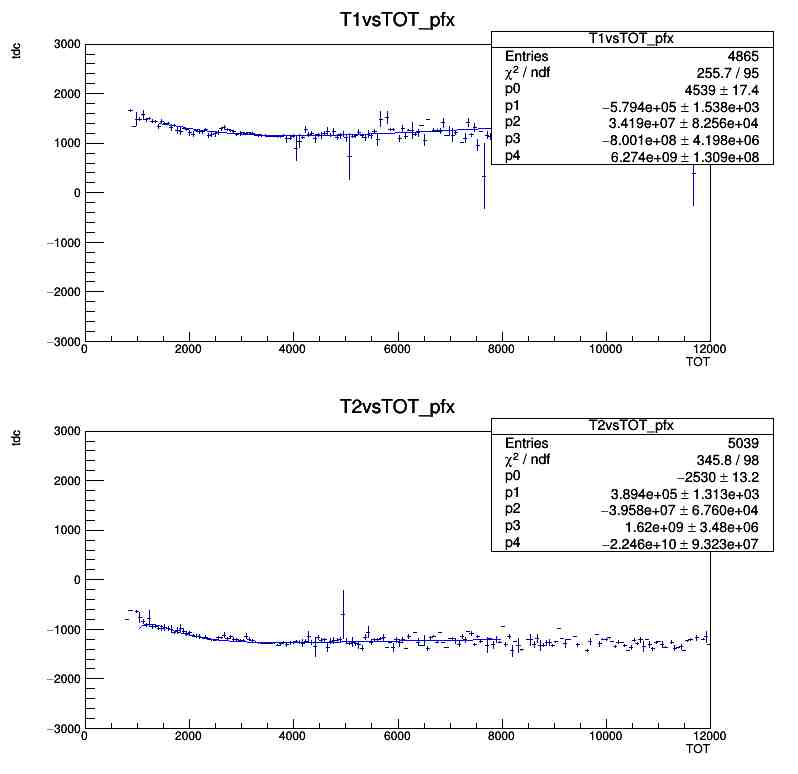 T1vsTOT_pfx
tdc
3000
2000
1000
0
−1000
−2000
−3000
0 2000 4000 6000 8000 10000 12000
TOT
T1vsTOT_pfx
Entries 4865
χ² / ndf 255.7 / 95
p0 4539 ± 17.4
p1 −5.794e+05 ± 1.538e+03
p2 3.419e+07 ± 8.256e+04
p3 −8.001e+08 ± 4.198e+06
p4 6.274e+09 ± 1.309e+08
T2vsTOT_pfx
tdc
3000
2000
1000
0
−1000
−2000
−3000
0 2000 4000 6000 8000 10000 12000
TOT
T2vsTOT_pfx
Entries 5039
χ² / ndf 345.8 / 98
p0 −2530 ± 13.2
p1 3.894e+05 ± 1.313e+03
p2 −3.958e+07 ± 6.760e+04
p3 1.62e+09 ± 3.48e+06
p4 −2.246e+10 ± 9.323e+07